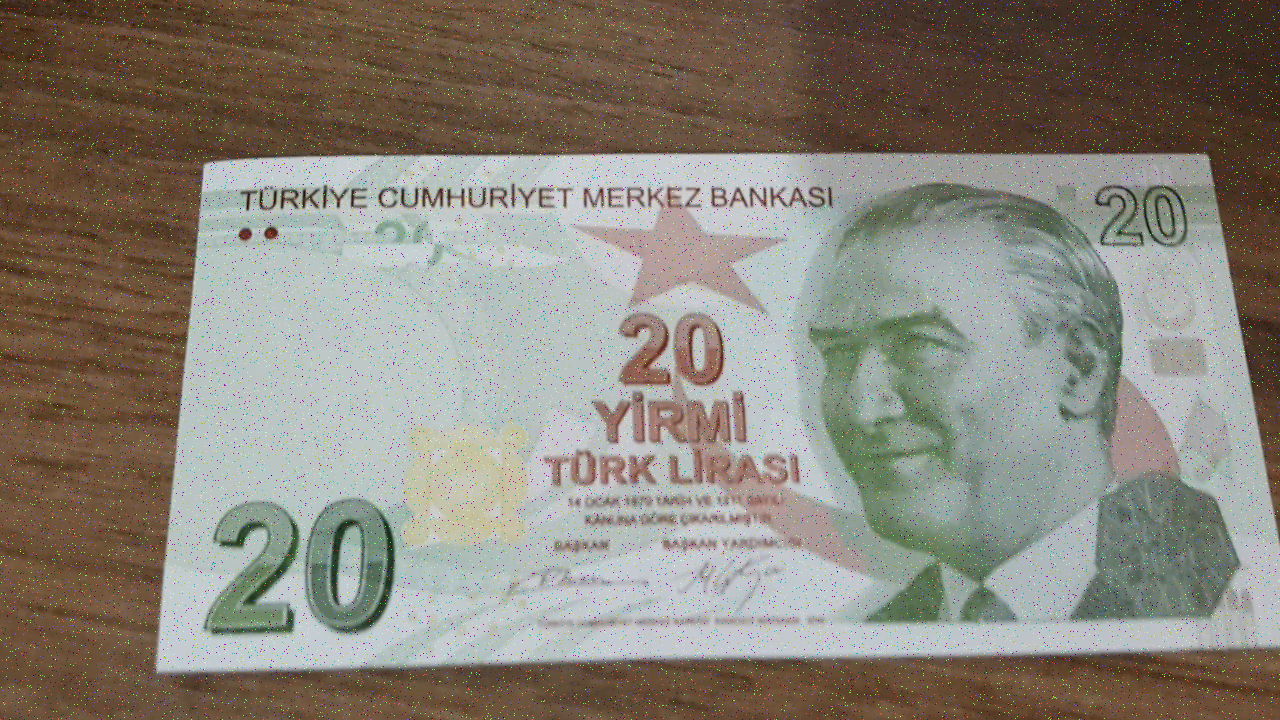 TÜRKİYE CUMHURİYET MERKEZ BANKASI
20
20
YİRMİ
TÜRK LİRASI
14 OCAK 1970 TARİH VE 1211 SAYILI
KANUNA GÖRE ÇIKARILMIŞTIR.
BAŞKAN BAŞKAN YARDIMCISI
20